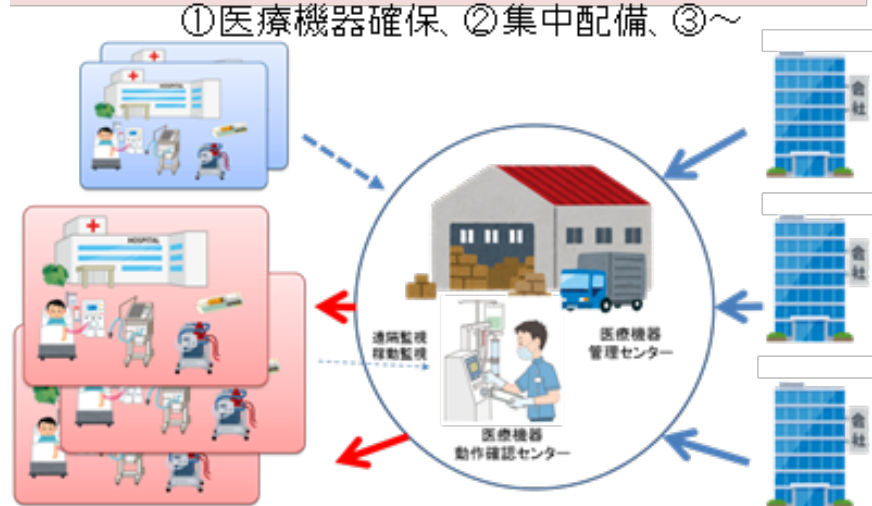 ①医療機器確保、②集中配備、③～
HOSPITAL
会社
HOSPITAL
会社
遠隔監視
稼動監視
医療機器
管理センター
医療機器
動作確認センター
会社